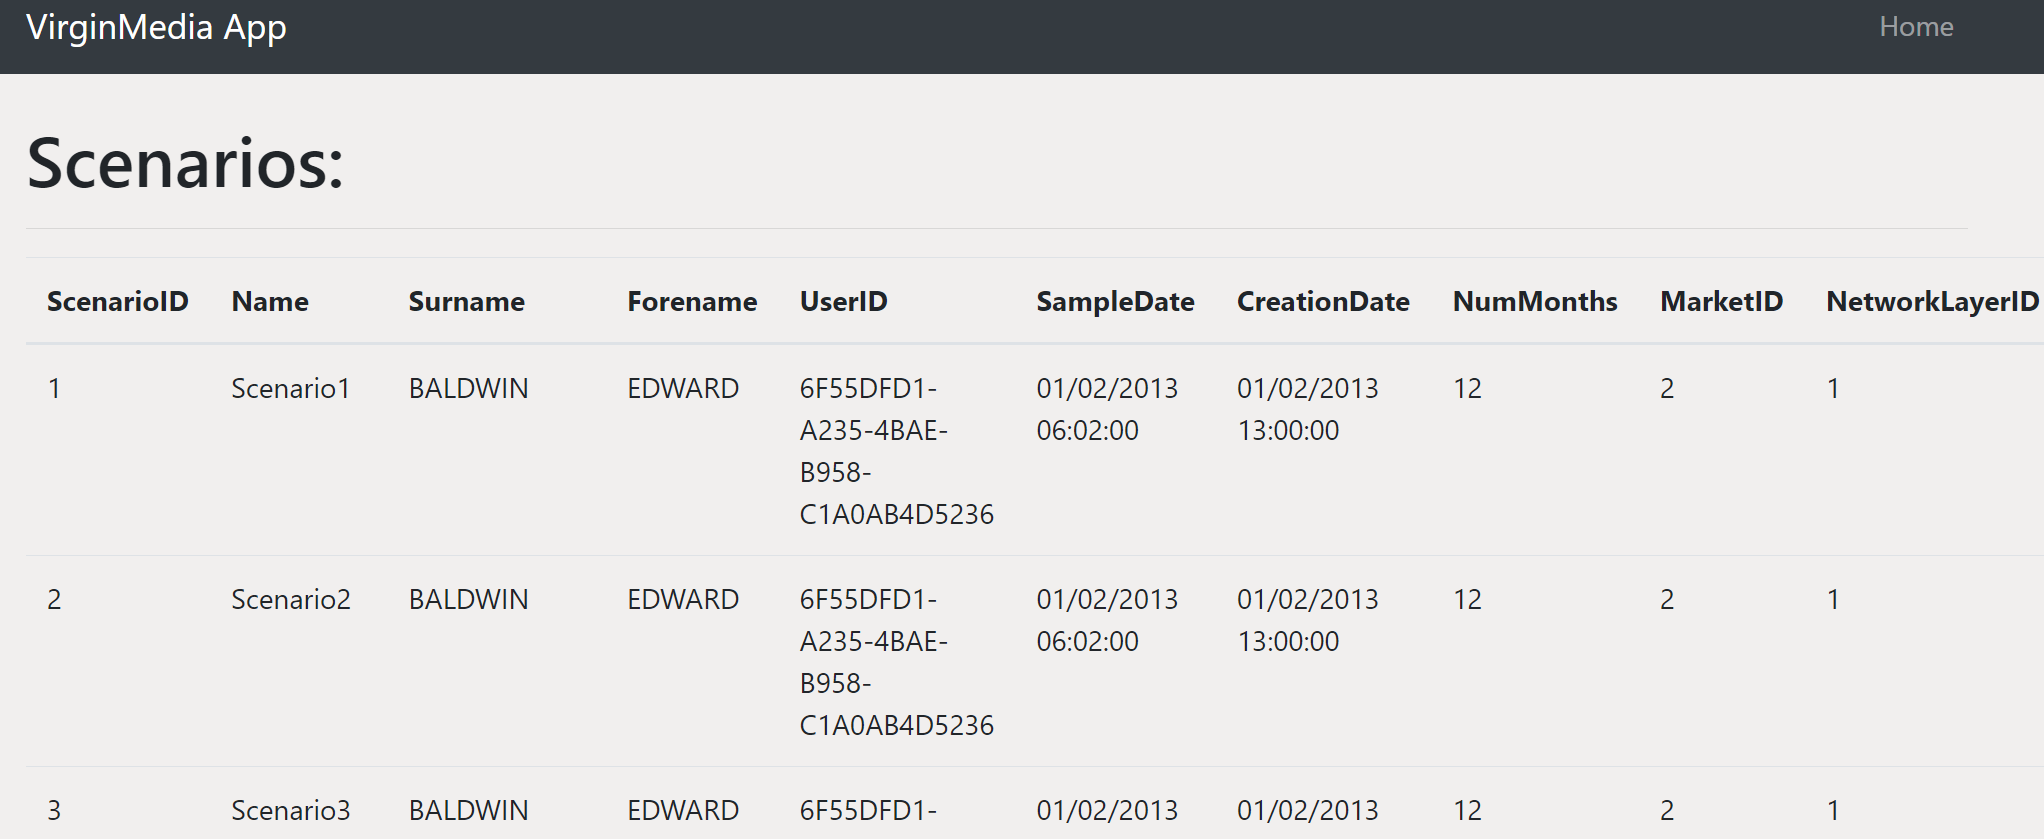 VirginMedia App Home
Scenarios:
ScenarioID Name Surname Forename UserID SampleDate CreationDate NumMonths MarketID NetworkLayerID
1 Scenario1 BALDWIN EDWARD 6F55DFD1- 01/02/2013 01/02/2013 12 2 1
A235-4BAE- 06:02:00 13:00:00
B958-
C1A0AB4D5236
2 Scenario2 BALDWIN EDWARD 6F55DFD1- 01/02/2013 01/02/2013 12 2 1
A235-4BAE- 06:02:00 13:00:00
B958-
C1A0AB4D5236
3 Scenario3 BALDWIN EDWARD 6F55DFD1- 01/02/2013 01/02/2013 12 2 1